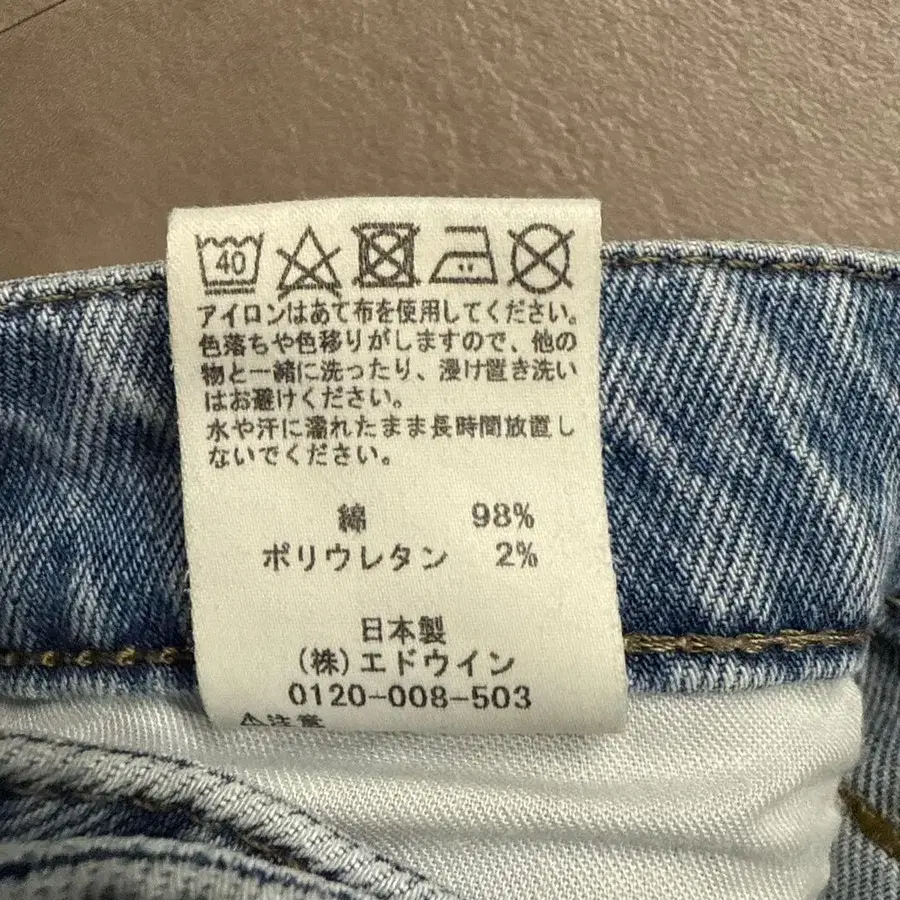 40
アイロンはあて布を使用してください。
色落ちや色移りがしますので、他の
物と一緒に洗ったり、浸け置き洗い
はお避けください。
水や汗に濡れたまま長時間放置し
ないでください。
綿 98%
ポリウレタン 2%
日本製
(株)エドウイン
0120-008-503
⚠注意